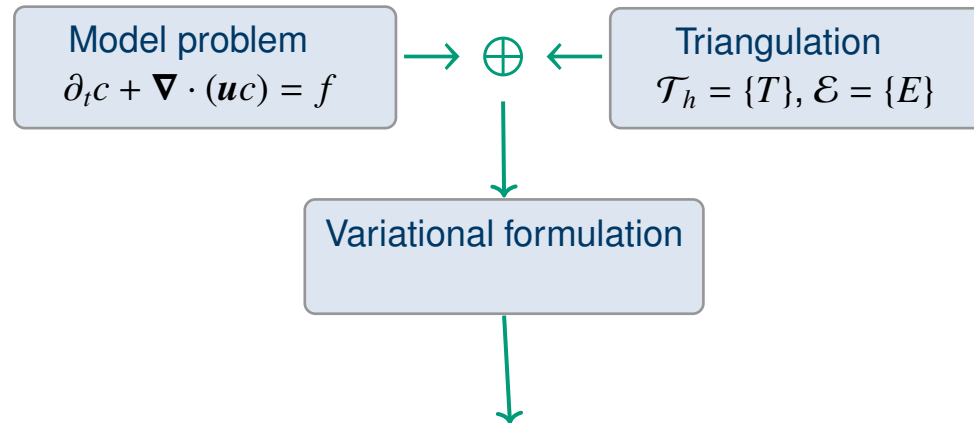 Model problem
∂ₜc + ∇ · (uc) = f
⊕
Triangulation
𝒯ₕ = {T}, ℰ = {E}
Variational formulation